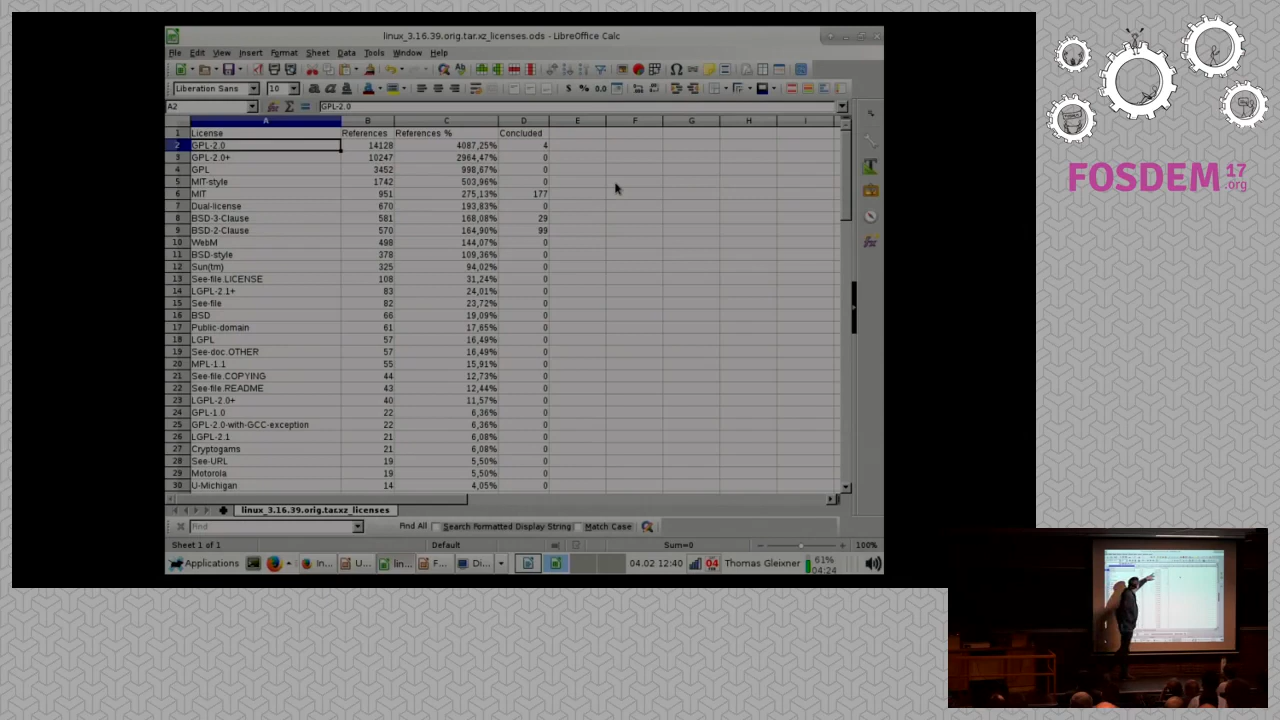 linux_3.16.39.orig.tar.xz_licenses.ods - LibreOffice Calc
File Edit View Insert Format Sheet Data Tools Window Help
Liberation Sans 10
A2 GPL-2.0
A B C D E F G H I
1 License References References % Concluded
2 GPL-2.0 14128 4087,25% 4
3 GPL-2.0+ 10247 2964,47% 0
4 GPL 3452 998,67% 0
5 MIT-style 1742 503,96% 0
6 MIT 951 275,13% 177
7 Dual-license 670 193,83% 0
8 BSD-3-Clause 581 168,08% 29
9 BSD-2-Clause 570 164,90% 99
10 WebM 498 144,07% 0
11 BSD-style 378 109,36% 0
12 Sun(tm) 325 94,02% 0
13 See-file.LICENSE 108 31,24% 0
14 LGPL-2.1+ 83 24,01% 0
15 See-file 82 23,72% 0
16 BSD 66 19,09% 0
17 Public-domain 61 17,65% 0
18 LGPL 57 16,49% 0
19 See-doc.OTHER 57 16,49% 0
20 MPL-1.1 55 15,91% 0
21 See-file.COPYING 44 12,73% 0
22 See-file.README 43 12,44% 0
23 LGPL-2.0+ 40 11,57% 0
24 GPL-1.0 22 6,36% 0
25 GPL-2.0-with-GCC-exception 22 6,36% 0
26 LGPL-2.1 21 6,08% 0
27 Cryptogams 21 6,08% 0
28 See-URL 19 5,50% 0
29 Motorola 19 5,50% 0
30 U-Michigan 14 4,05% 0
linux_3.16.39.orig.tar.xz_licenses
Find Find All Search Formatted Display String Match Case
Sheet 1 of 1 Default Sum=0 100%
Applications In... U... lin... F... Di... 04.02 12:40 04 Thomas Gleixner 61%
04:24
FOSDEM 17
.org